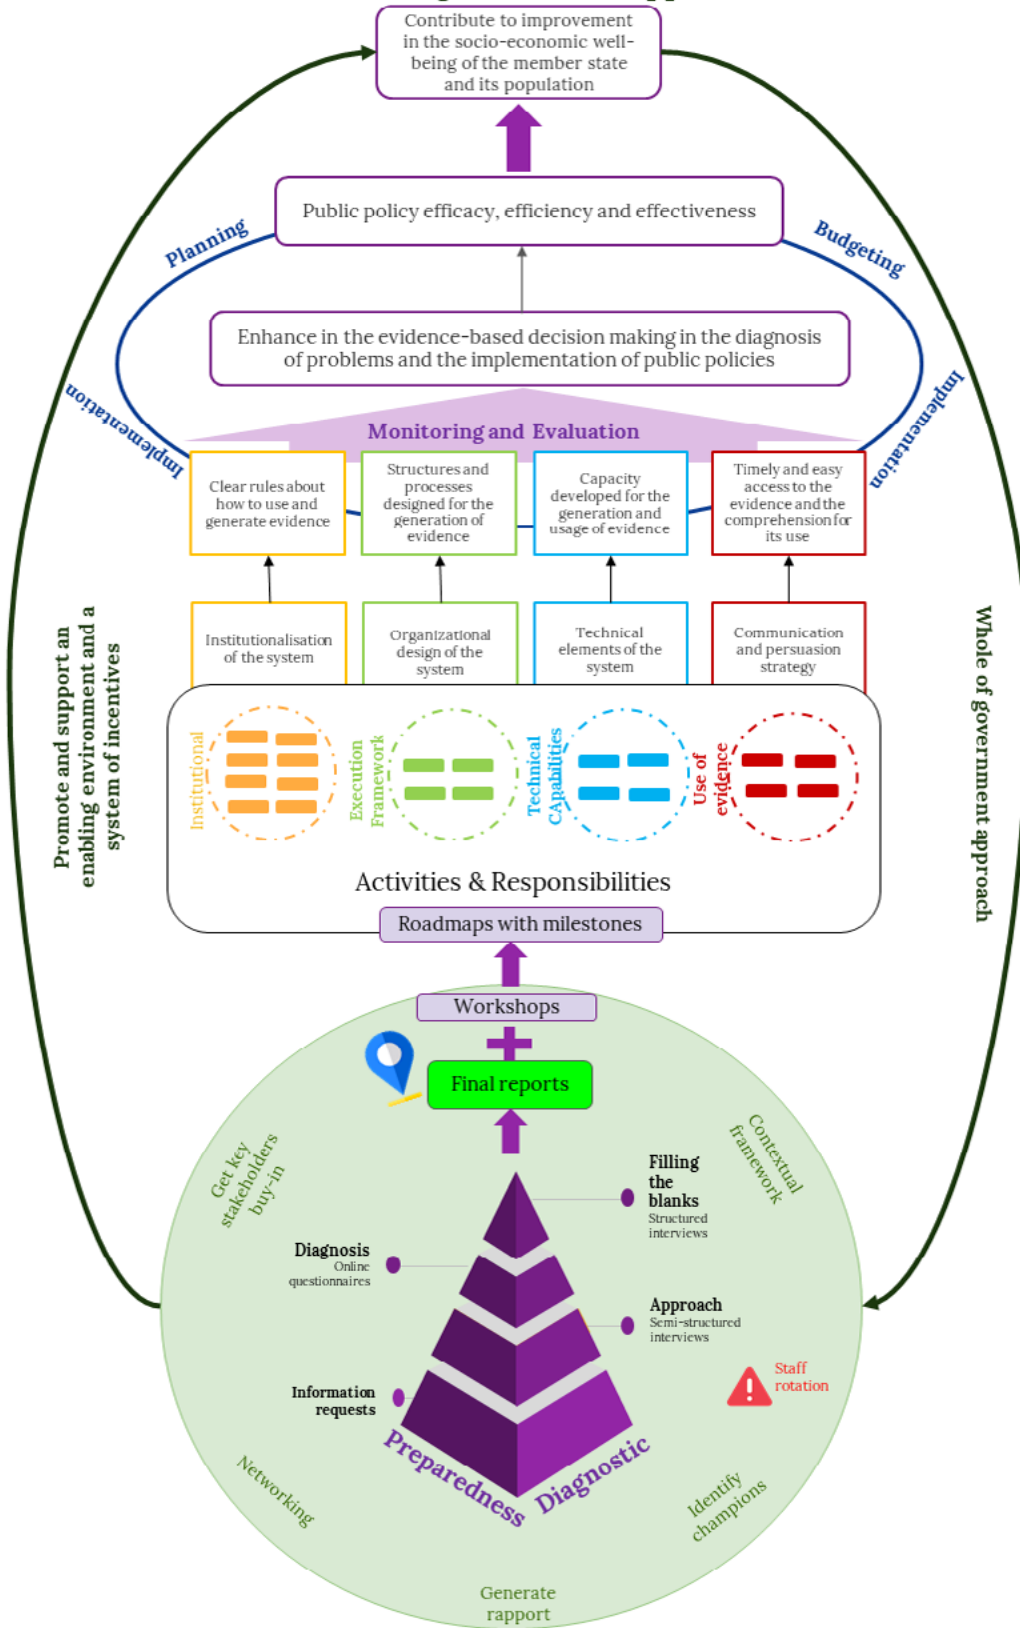 Contribute to improvement
in the socio-economic well-
being of the member state
and its population
Public policy efficacy, efficiency and effectiveness
Planning
Budgeting
Enhance in the evidence-based decision making in the diagnosis
of problems and the implementation of public policies
Implementation
Implementation
Monitoring and Evaluation
Clear rules about
how to use and
generate evidence
Structures and
processes
designed for the
generation of
evidence
Capacity
developed for the
generation and
usage of evidence
Timely and easy
access to the
evidence and the
comprehension for
its use
Institutionalisation
of the system
Organizational
design of the
system
Technical
elements of the
system
Communication
and persuasion
strategy
Promote and support an
enabling environment and a
system of incentives
Whole of government approach
Institutional
Execution
Framework
Technical
CApabilities
Use of
evidence
Activities & Responsibilities
Roadmaps with milestones
Workshops
Final reports
Get key
stakeholders
buy-in
Contextual
framework
Filling
the
blanks
Structured
interviews
Diagnosis
Online
questionnaires
Approach
Semi-structured
interviews
Information
requests
Staff
rotation
Preparedness
Diagnostic
Networking
Identify
champions
Generate
rapport